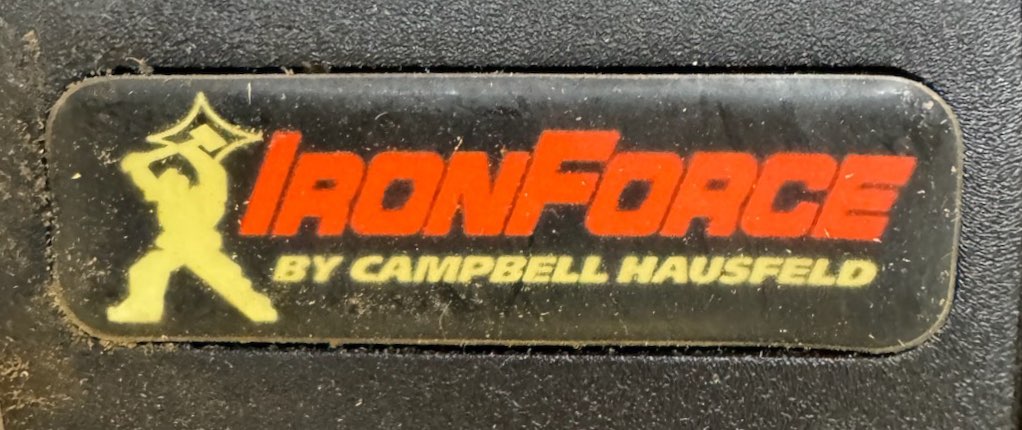 IRONFORCE
BY CAMPBELL HAUSFELD